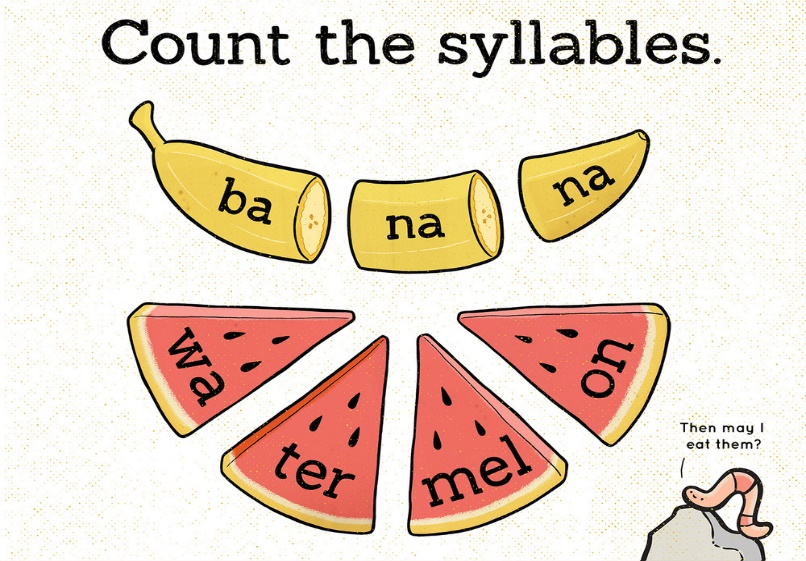 Count the syllables.
ba na na
wa ter mel on
Then may I
eat them?